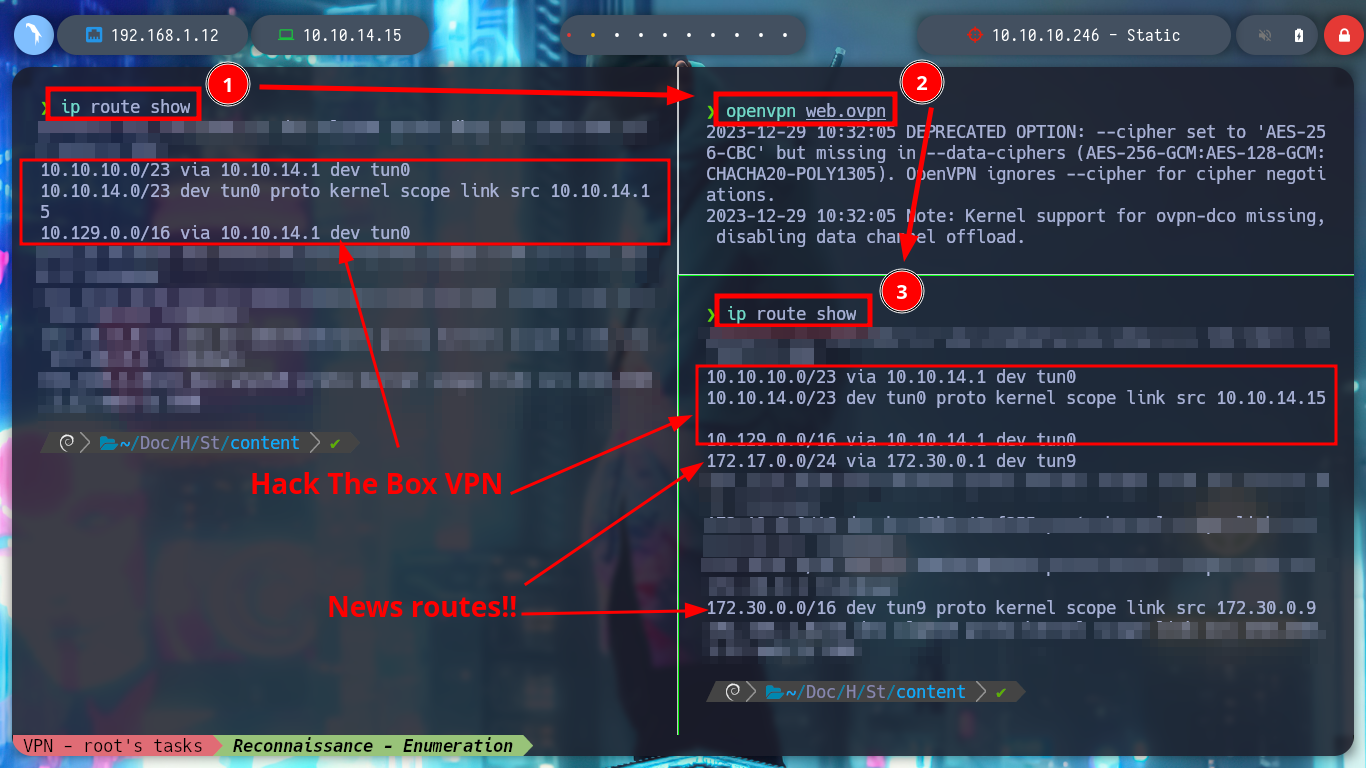 192.168.1.12
10.10.14.15
10.10.10.246 - Static
1
❯ ip route show
10.10.10.0/23 via 10.10.14.1 dev tun0
10.10.14.0/23 dev tun0 proto kernel scope link src 10.10.14.1
5
10.129.0.0/16 via 10.10.14.1 dev tun0
~/Doc/H/St/content ✔
Hack The Box VPN
News routes!!
2
❯ openvpn web.ovpn
2023-12-29 10:32:05 DEPRECATED OPTION: --cipher set to 'AES-25
6-CBC' but missing in --data-ciphers (AES-256-GCM:AES-128-GCM:
CHACHA20-POLY1305). OpenVPN ignores --cipher for cipher negoti
ations.
2023-12-29 10:32:05 Note: Kernel support for ovpn-dco missing,
disabling data channel offload.
3
❯ ip route show
10.10.10.0/23 via 10.10.14.1 dev tun0
10.10.14.0/23 dev tun0 proto kernel scope link src 10.10.14.15
10.129.0.0/16 via 10.10.14.1 dev tun0
172.17.0.0/24 via 172.30.0.1 dev tun9
172.30.0.0/16 dev tun9 proto kernel scope link src 172.30.0.9
~/Doc/H/St/content ✔
VPN - root's tasks
Reconnaissance - Enumeration